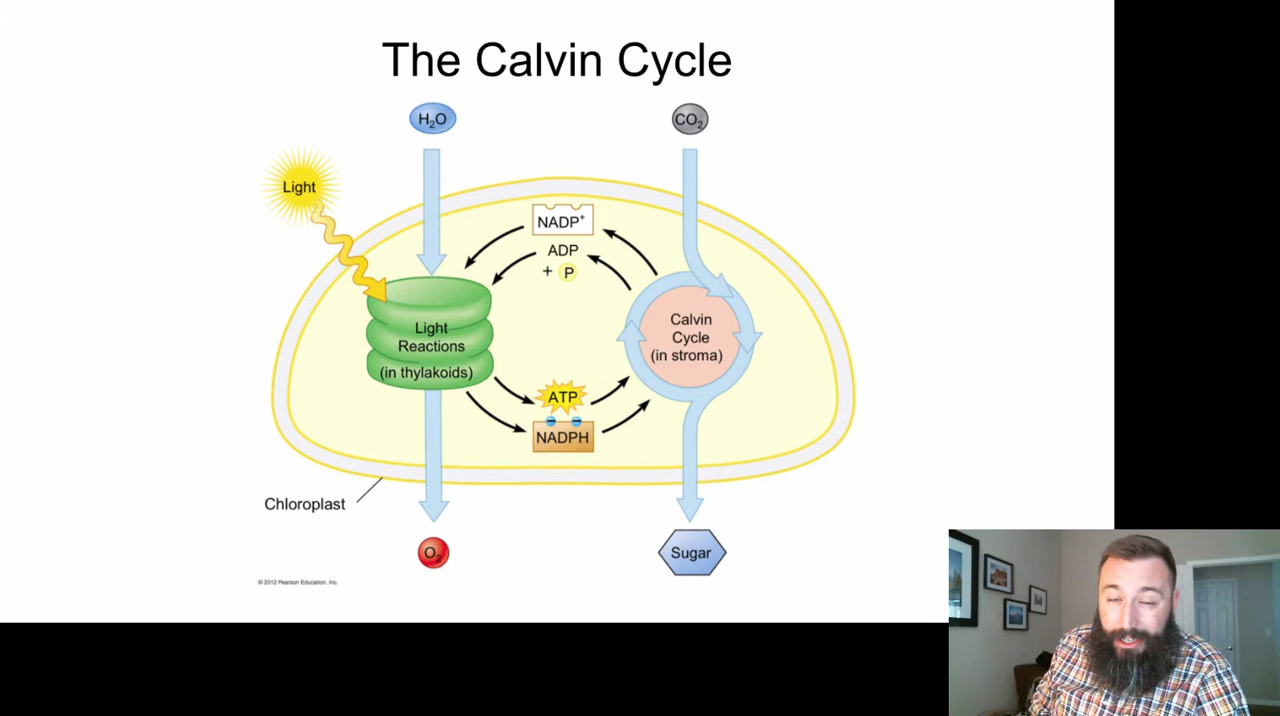 The Calvin Cycle
H₂O
CO₂
Light
NADP⁺
ADP
+ P
Light
Reactions
(in thylakoids)
Calvin
Cycle
(in stroma)
ATP
NADPH
Chloroplast
O₂
Sugar
© 2012 Pearson Education, Inc.